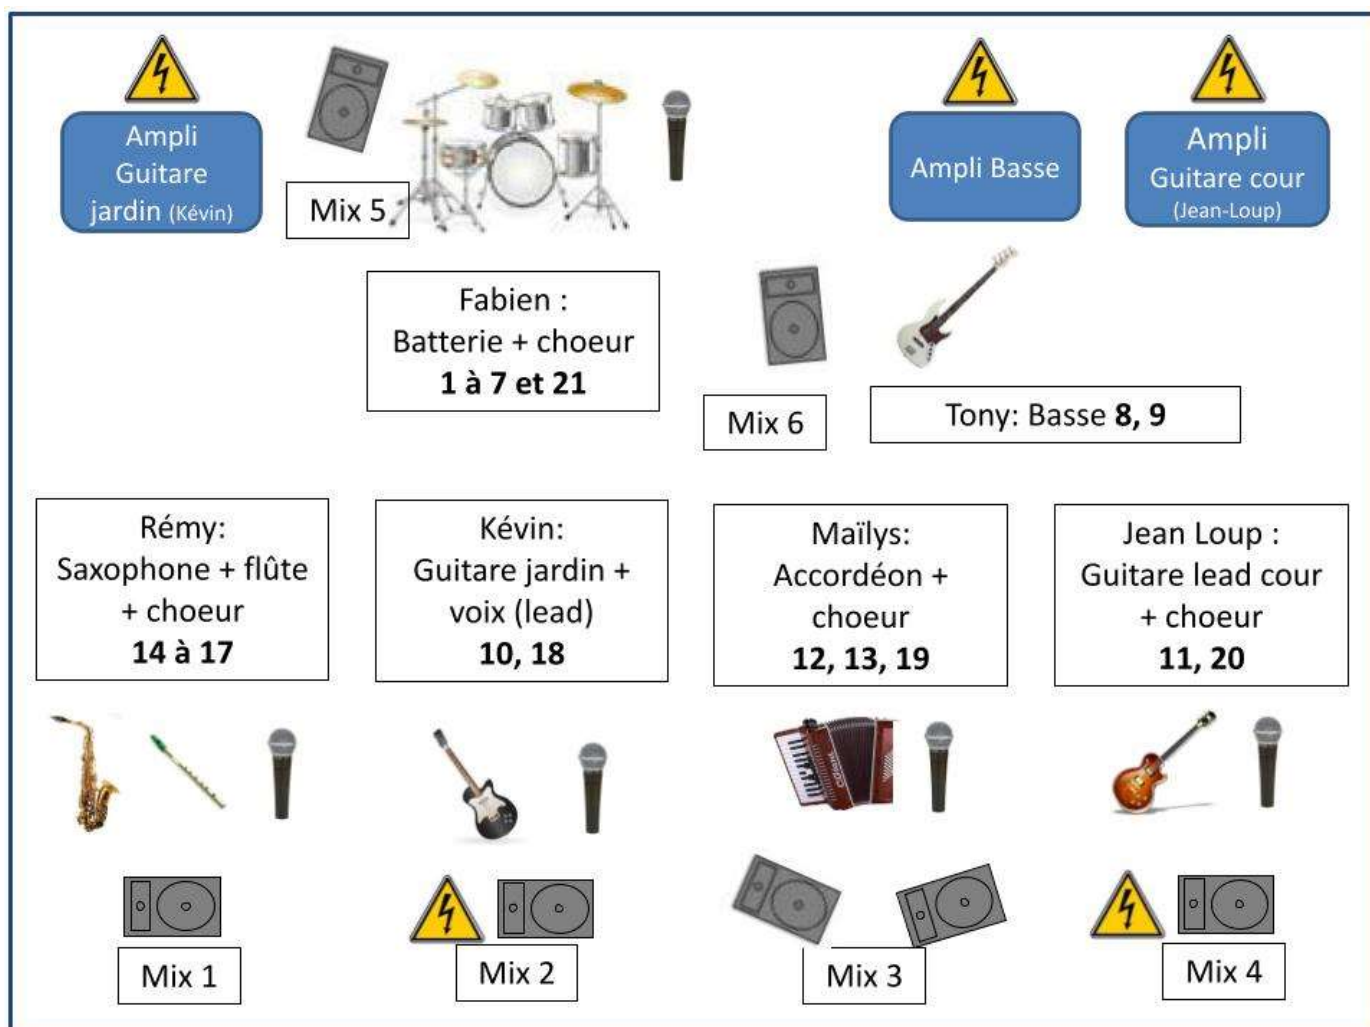 Ampli
Guitare
jardin (Kévin)
Mix 5
Ampli Basse
Ampli
Guitare cour
(Jean-Loup)
Fabien :
Batterie + choeur
1 à 7 et 21
Mix 6
Tony: Basse 8, 9
Rémy:
Saxophone + flûte
+ choeur
14 à 17
Kévin:
Guitare jardin +
voix (lead)
10, 18
Maïlys:
Accordéon +
choeur
12, 13, 19
Jean Loup :
Guitare lead cour
+ choeur
11, 20
Mix 1
Mix 2
Mix 3
Mix 4